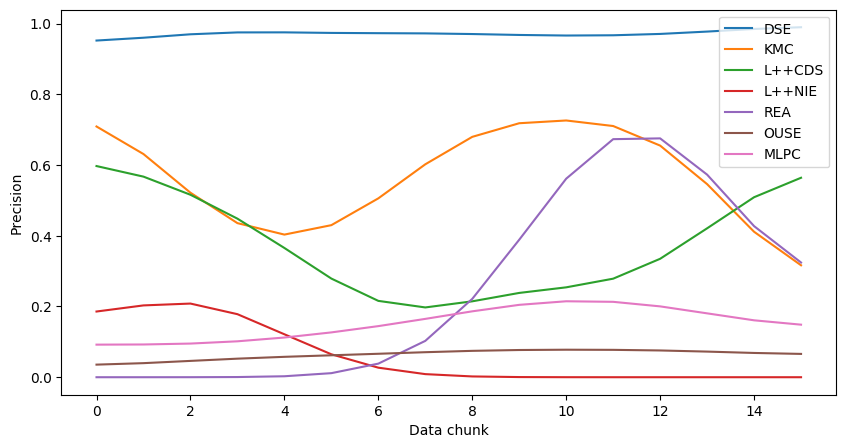 1.0
0.8
0.6
0.4
0.2
0.0
Precision
0 2 4 6 8 10 12 14
Data chunk
DSE
KMC
L++CDS
L++NIE
REA
OUSE
MLPC